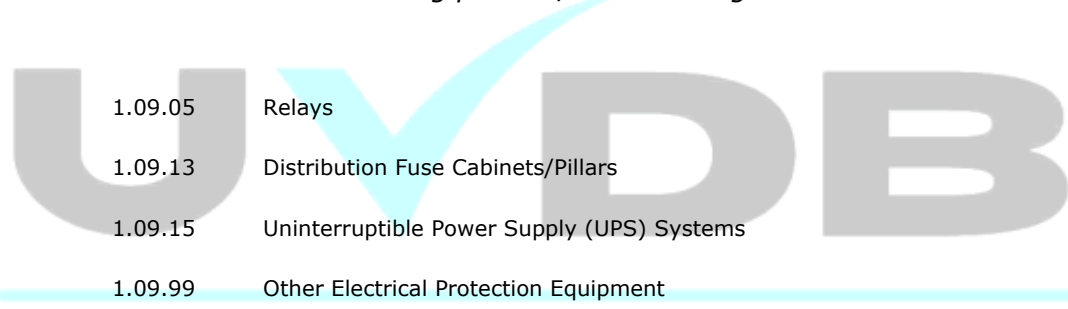 UVDB
1.09.05 Relays
1.09.13 Distribution Fuse Cabinets/Pillars
1.09.15 Uninterruptible Power Supply (UPS) Systems
1.09.99 Other Electrical Protection Equipment